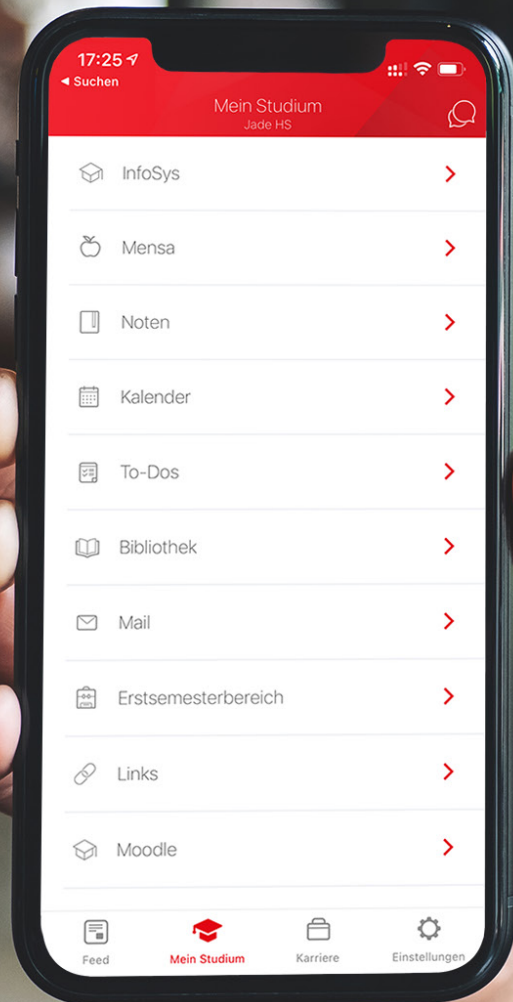 17:25
◀ Suchen
Mein Studium
Jade HS
InfoSys
Mensa
Noten
Kalender
To-Dos
Bibliothek
Mail
Erstsemesterbereich
Links
Moodle
Feed
Mein Studium
Karriere
Einstellungen